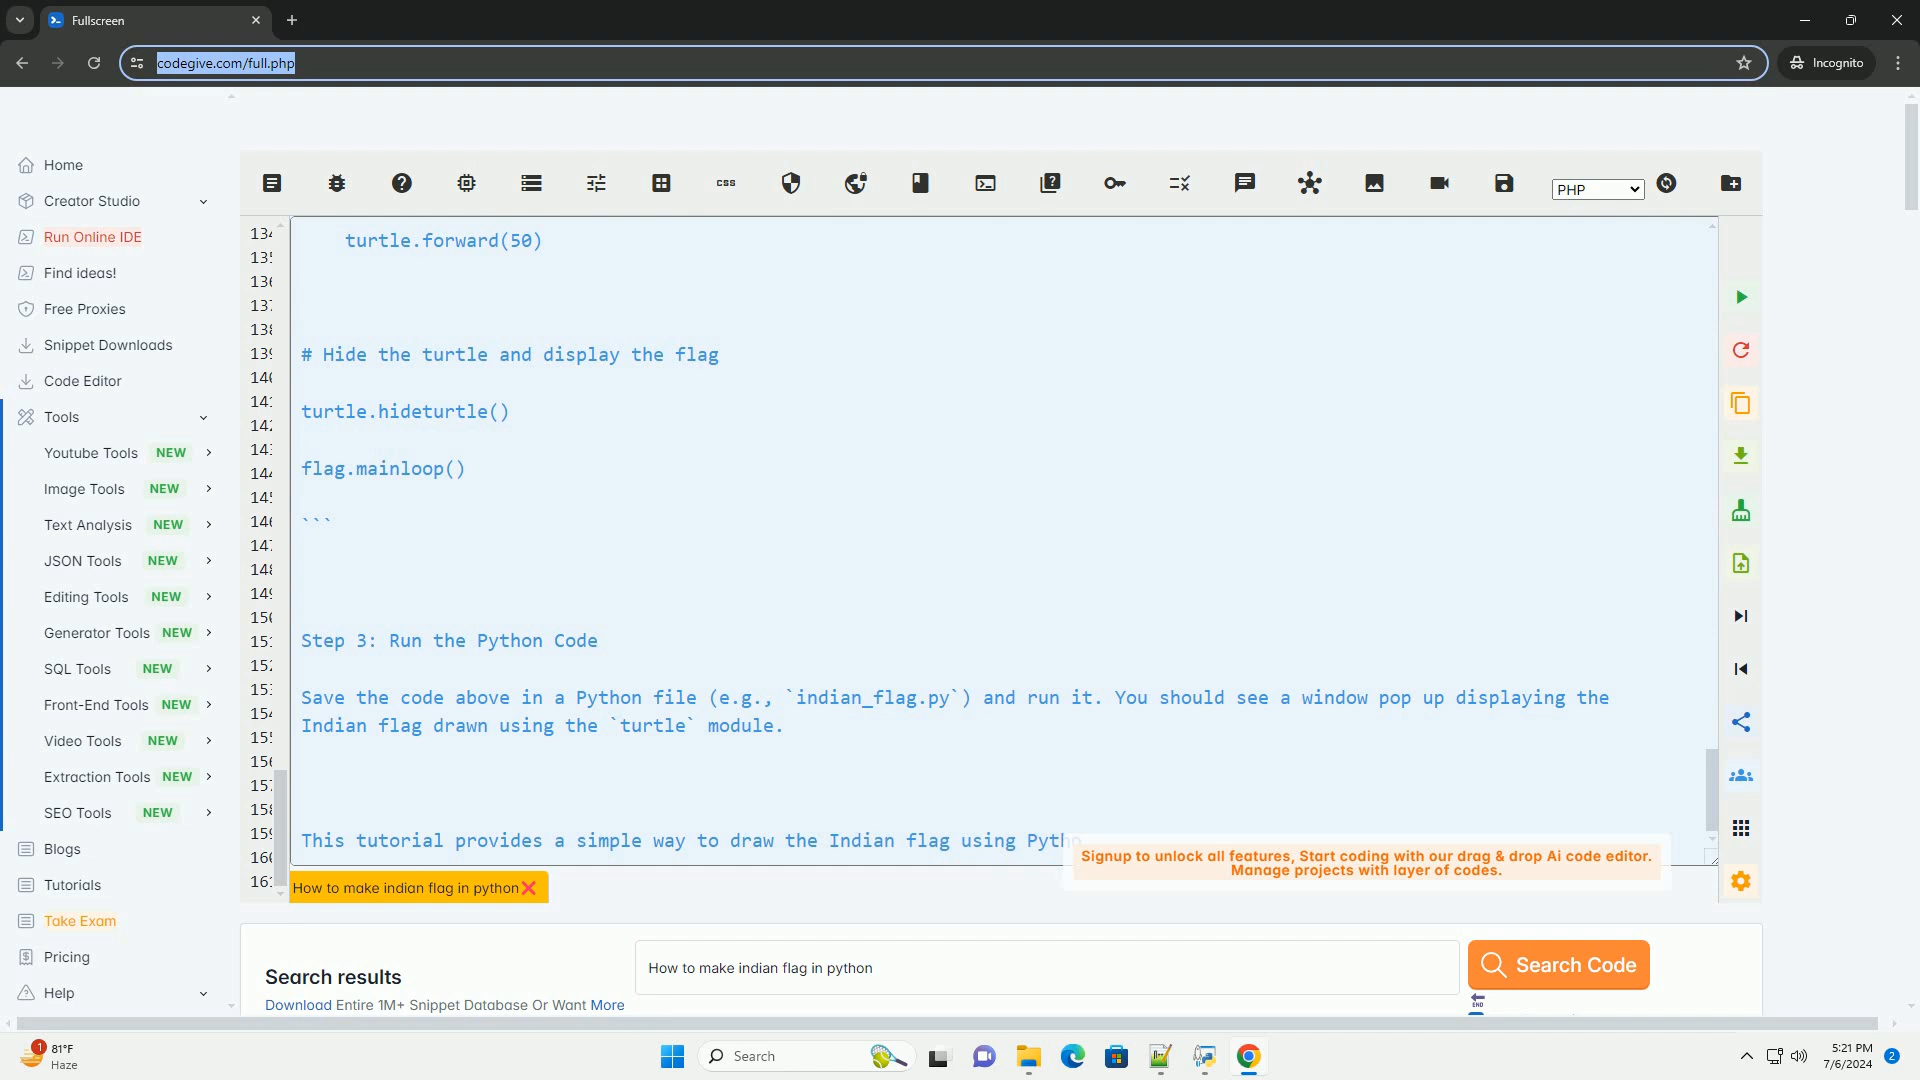 Fullscreen
codegive.com/full.php
Incognito
Home
Creator Studio
Run Online IDE
Find ideas!
Free Proxies
Snippet Downloads
Code Editor
Tools
Youtube Tools NEW
Image Tools NEW
Text Analysis NEW
JSON Tools NEW
Editing Tools NEW
Generator Tools NEW
SQL Tools NEW
Front-End Tools NEW
Video Tools NEW
Extraction Tools NEW
SEO Tools NEW
Blogs
Tutorials
Take Exam
Pricing
Help
css
PHP
turtle.forward(50)
# Hide the turtle and display the flag
turtle.hideturtle()
flag.mainloop()
```
Step 3: Run the Python Code
Save the code above in a Python file (e.g., `indian_flag.py`) and run it. You should see a window pop up displaying the
Indian flag drawn using the `turtle` module.
This tutorial provides a simple way to draw the Indian flag using Pytho
Signup to unlock all features, Start coding with our drag & drop Ai code editor.
Manage projects with layer of codes.
How to make indian flag in python
Search results
How to make indian flag in python
Search Code
Download Entire 1M+ Snippet Database Or Want More
END
1
81°F
Haze
Search
5:21 PM
7/6/2024
2